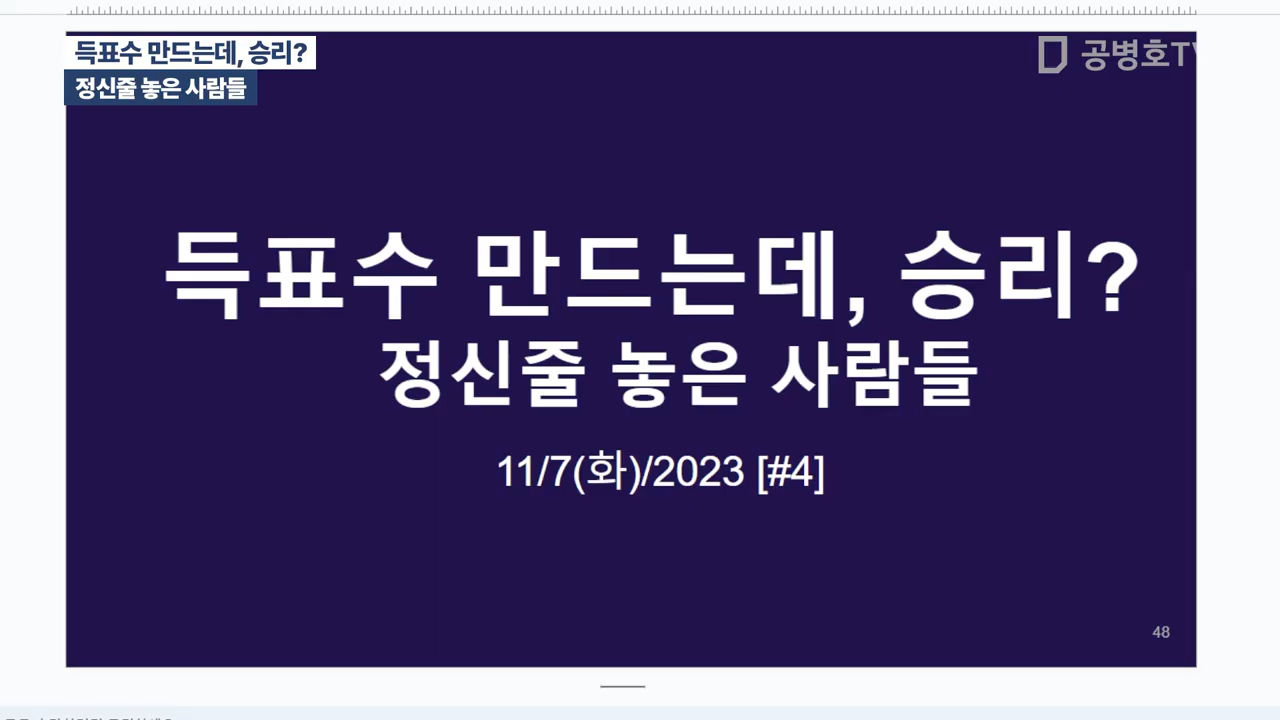 득표수 만드는데, 승리?
정신줄 놓은 사람들
공병호TV
득표수 만드는데, 승리?
정신줄 놓은 사람들
11/7(화)/2023 [#4]
48